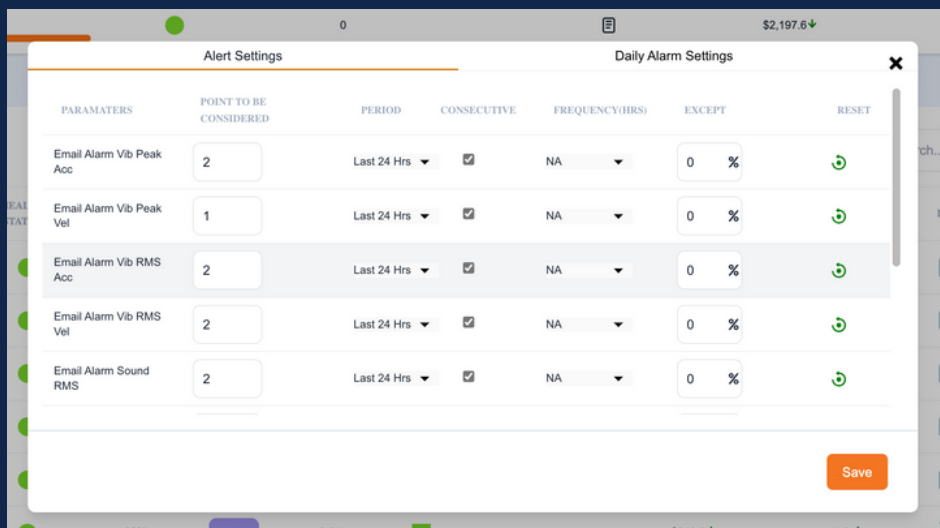 0 $2,197.6
Alert Settings Daily Alarm Settings
PARAMATERS POINT TO BE CONSIDERED PERIOD CONSECUTIVE FREQUENCY(HRS) EXCEPT RESET
Email Alarm Vib Peak Acc 2 Last 24 Hrs NA 0 %
Email Alarm Vib Peak Vel 1 Last 24 Hrs NA 0 %
Email Alarm Vib RMS Acc 2 Last 24 Hrs NA 0 %
Email Alarm Vib RMS Vel 2 Last 24 Hrs NA 0 %
Email Alarm Sound RMS 2 Last 24 Hrs NA 0 %
Save